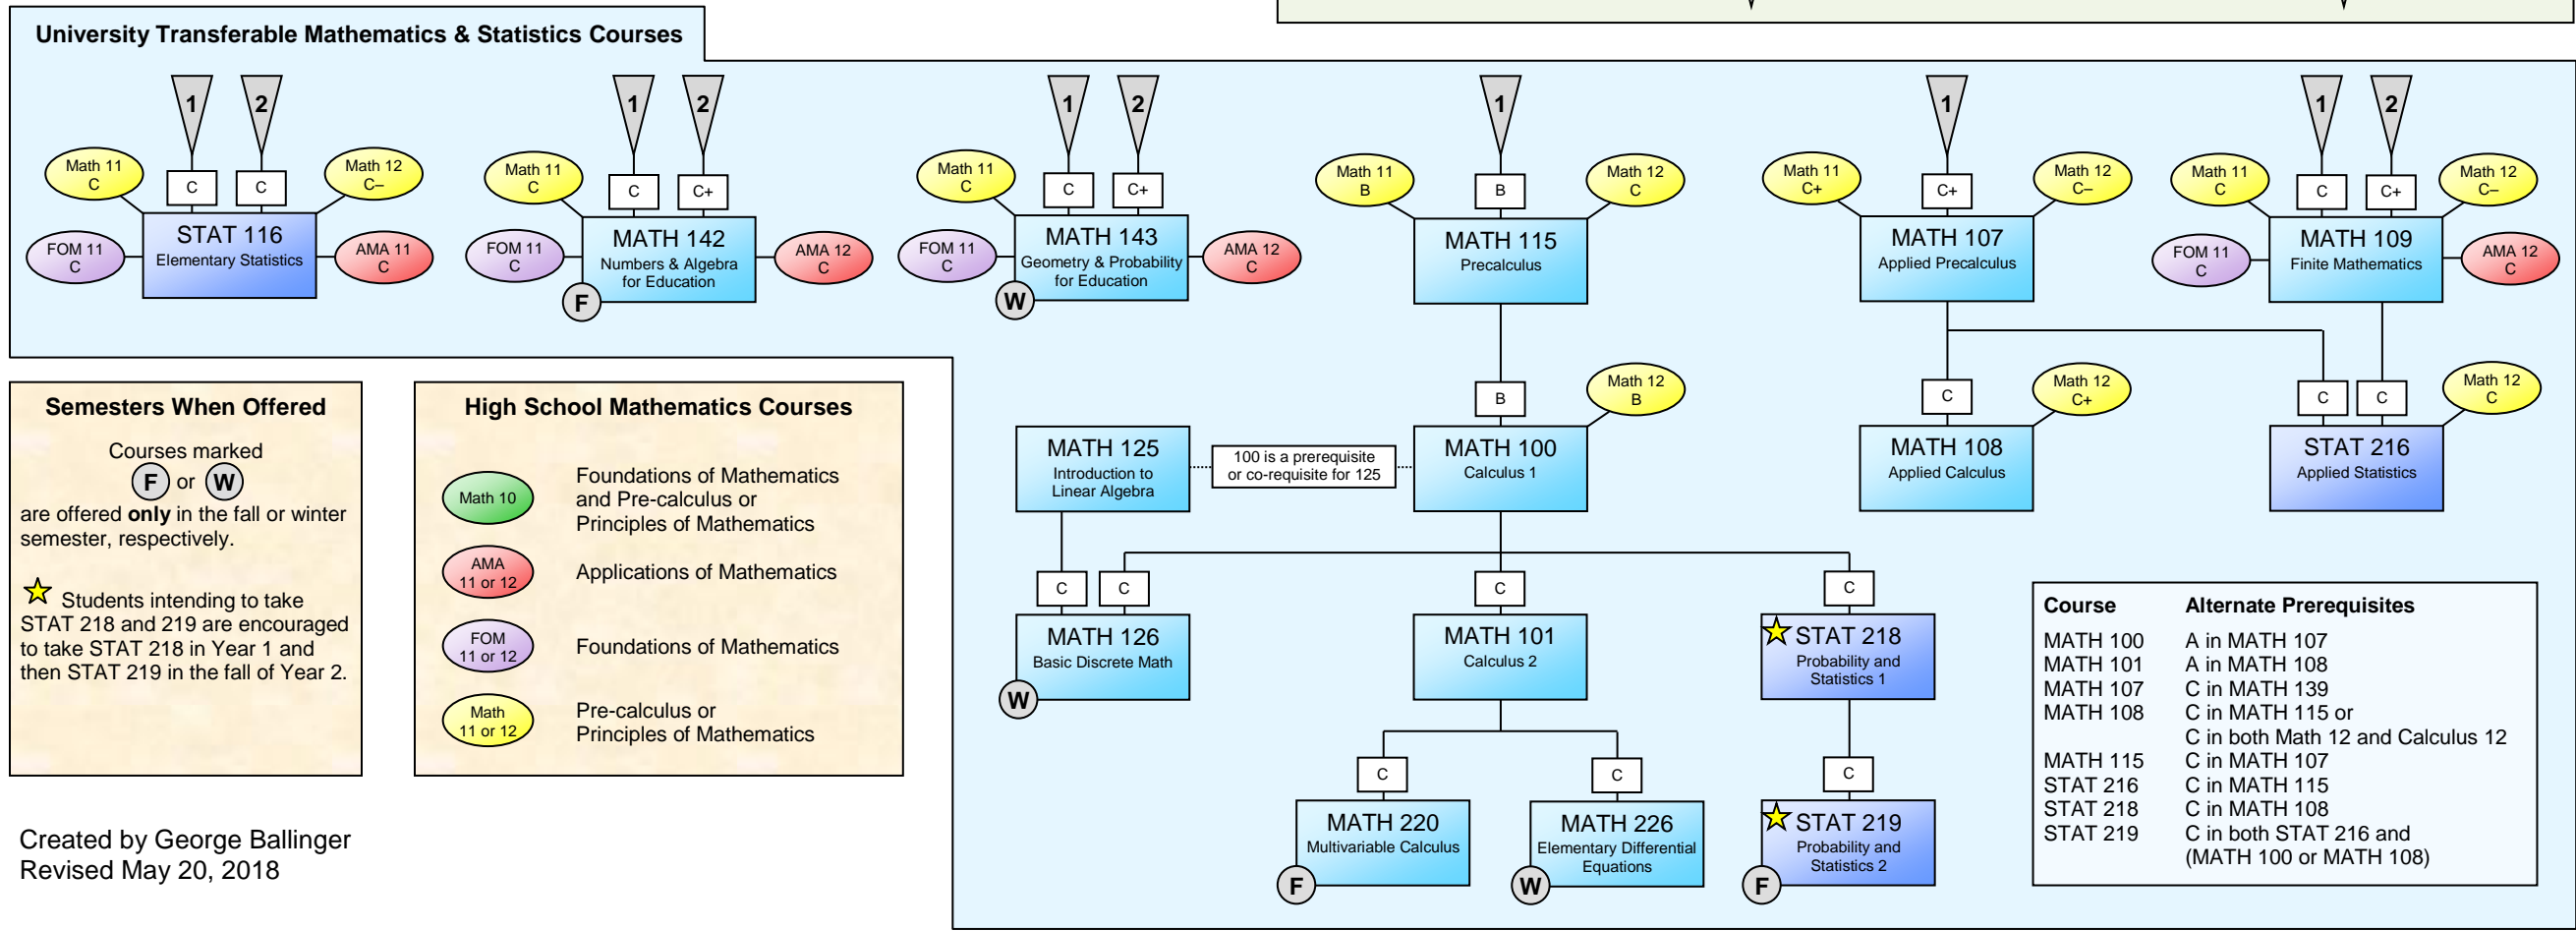 University Transferable Mathematics & Statistics Courses
1
2
Math 11
C
C
C
Math 12
C–
FOM 11
C
STAT 116
Elementary Statistics
AMA 11
C
1
2
Math 11
C
C
C+
FOM 11
C
MATH 142
Numbers & Algebra
for Education
AMA 12
C
F
1
2
Math 11
C
C
C+
FOM 11
C
MATH 143
Geometry & Probability
for Education
AMA 12
C
W
1
Math 11
B
B
Math 12
C
MATH 115
Precalculus
1
Math 11
C+
C+
Math 12
C–
MATH 107
Applied Precalculus
1
2
Math 11
C
C
C+
Math 12
C–
FOM 11
C
MATH 109
Finite Mathematics
AMA 12
C
Semesters When Offered
Courses marked
F or W
are offered only in the fall or winter
semester, respectively.
Students intending to take
STAT 218 and 219 are encouraged
to take STAT 218 in Year 1 and
then STAT 219 in the fall of Year 2.
High School Mathematics Courses
Math 10
Foundations of Mathematics
and Pre-calculus or
Principles of Mathematics
AMA
11 or 12
Applications of Mathematics
FOM
11 or 12
Foundations of Mathematics
Math
11 or 12
Pre-calculus or
Principles of Mathematics
MATH 125
Introduction to
Linear Algebra
100 is a prerequisite
or co-requisite for 125
B
Math 12
B
MATH 100
Calculus 1
C
Math 12
C+
MATH 108
Applied Calculus
C
C
Math 12
C
STAT 216
Applied Statistics
C
C
MATH 126
Basic Discrete Math
W
C
MATH 101
Calculus 2
C
STAT 218
Probability and
Statistics 1
C
MATH 220
Multivariable Calculus
F
C
MATH 226
Elementary Differential
Equations
W
C
STAT 219
Probability and
Statistics 2
F
Course Alternate Prerequisites
MATH 100 A in MATH 107
MATH 101 A in MATH 108
MATH 107 C in MATH 139
MATH 108 C in MATH 115 or
C in both Math 12 and Calculus 12
MATH 115 C in MATH 107
STAT 216 C in MATH 115
STAT 218 C in MATH 108
STAT 219 C in both STAT 216 and
(MATH 100 or MATH 108)
Created by George Ballinger
Revised May 20, 2018